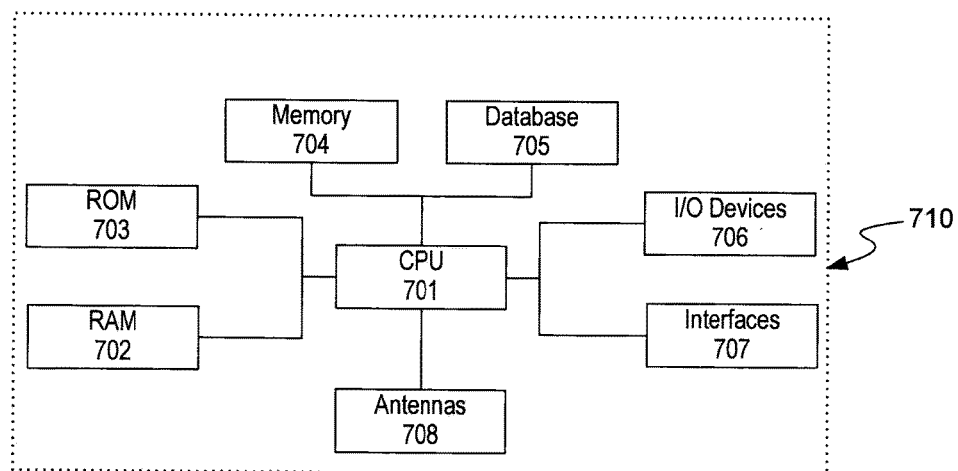 Memory
704
Database
705
ROM
703
I/O Devices
706
710
CPU
701
RAM
702
Interfaces
707
Antennas
708